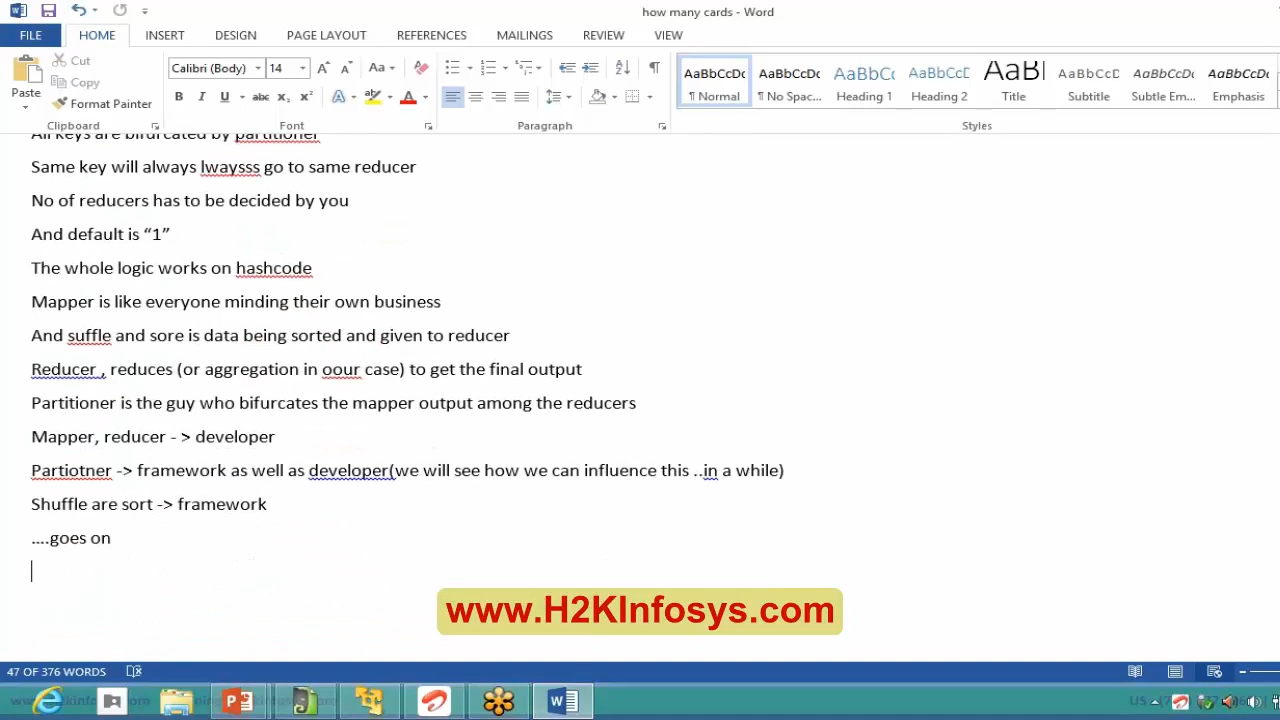 how many cards - Word
FILE HOME INSERT DESIGN PAGE LAYOUT REFERENCES MAILINGS REVIEW VIEW
Paste Cut Copy Format Painter
Calibri (Body) 14
AaBbCcDc AaBbCcDc AaBbCc AaBbCcD AaB AaBbCcD AaBbCcDt AaBbCcDt
¶ Normal ¶ No Spac... Heading 1 Heading 2 Title Subtitle Subtle Em... Emphasis
Clipboard Font Paragraph Styles
All keys are bifurcated by partitioner
Same key will always lwaysss go to same reducer
No of reducers has to be decided by you
And default is “1”
The whole logic works on hashcode
Mapper is like everyone minding their own business
And suffle and sore is data being sorted and given to reducer
Reducer , reduces (or aggregation in oour case) to get the final output
Partitioner is the guy who bifurcates the mapper output among the reducers
Mapper, reducer - > developer
Partiotner -> framework as well as developer(we will see how we can influence this ..in a while)
Shuffle are sort -> framework
....goes on
www.H2KInfosys.com
47 OF 376 WORDS